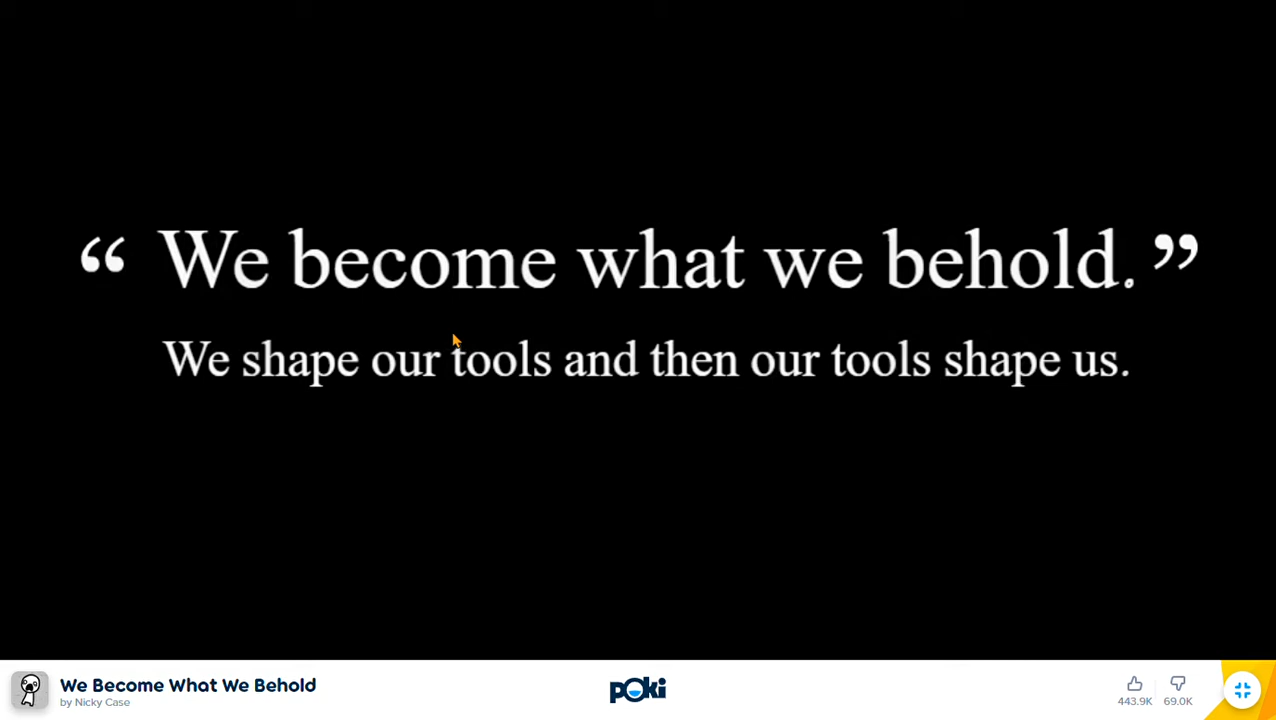 “ We become what we behold. ”
We shape our tools and then our tools shape us.
We Become What We Behold
by Nicky Case
POKi
443.9K
69.0K